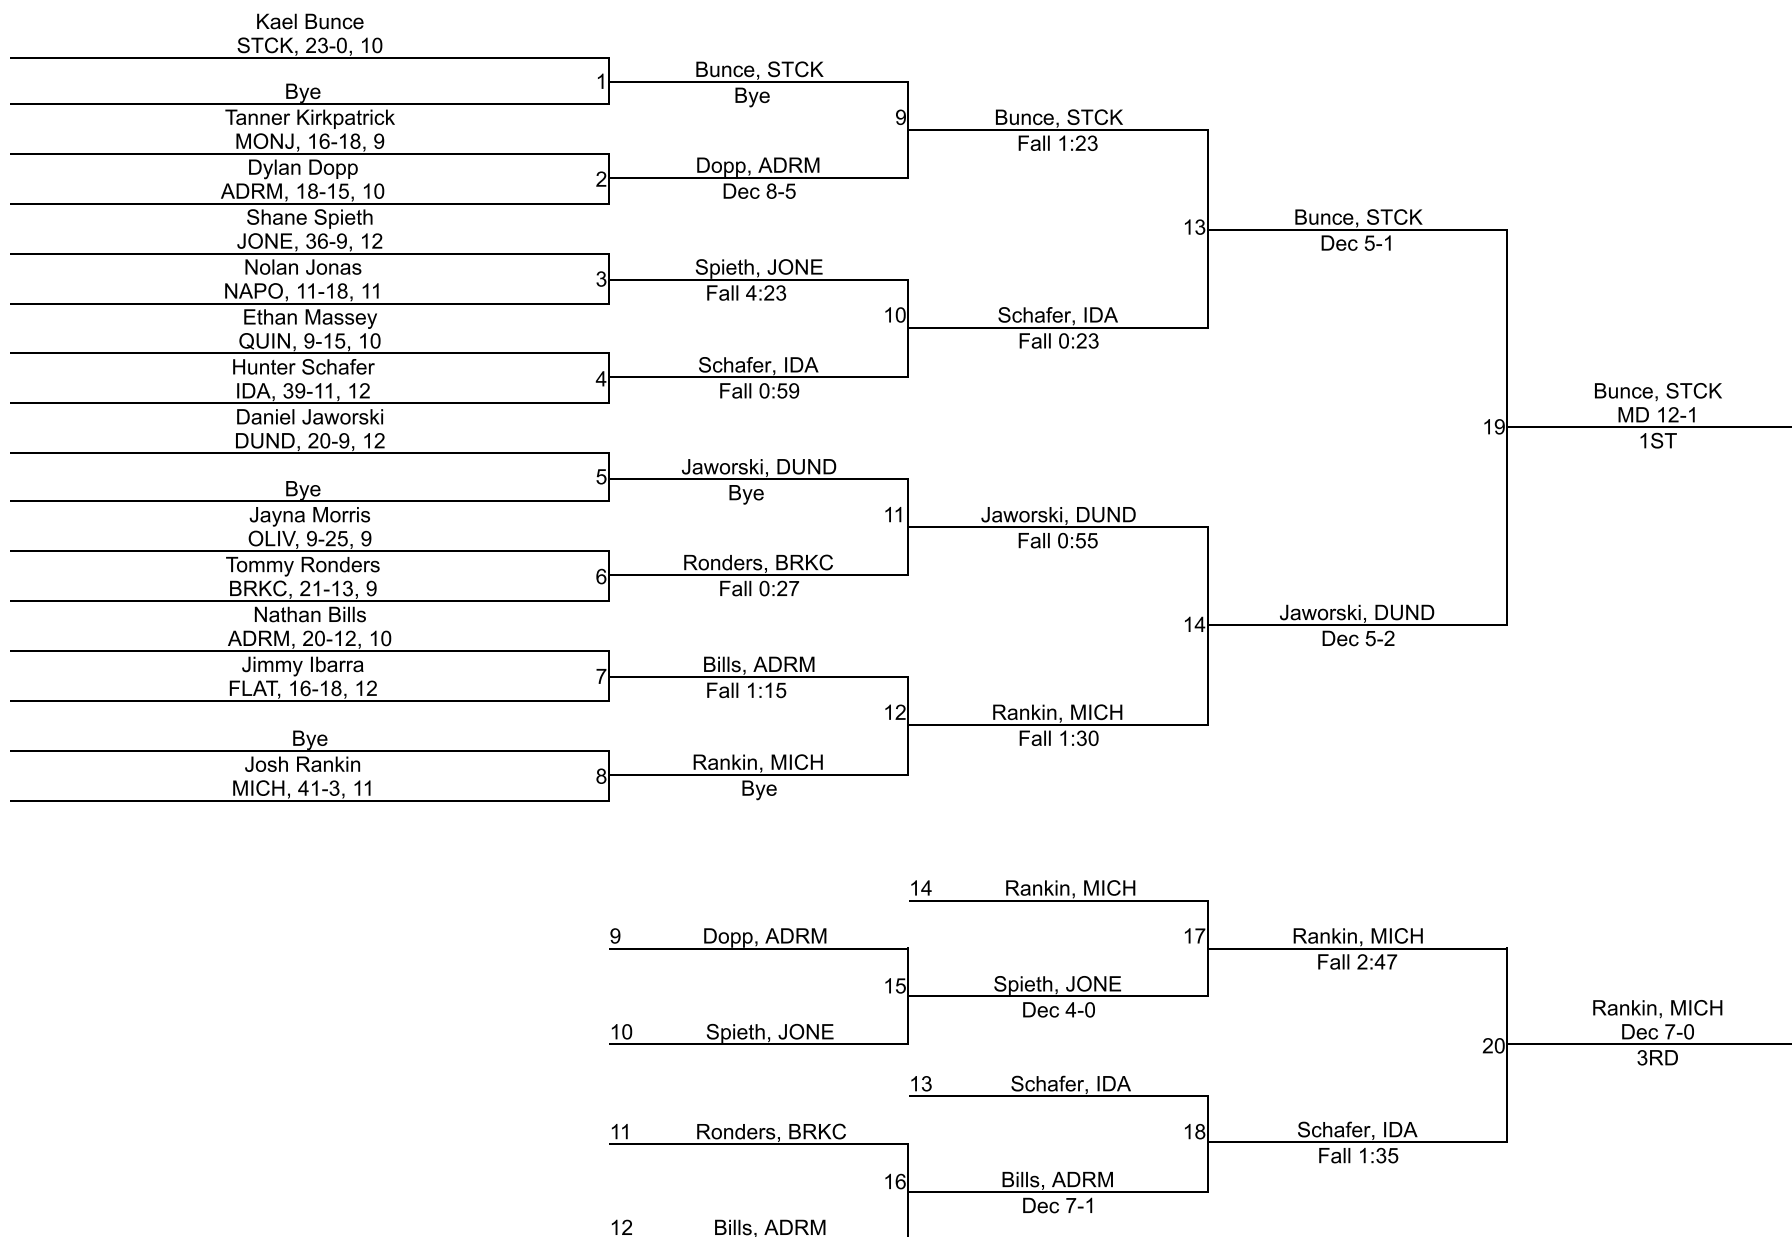 Kael Bunce
STCK, 23-0, 10
Bye
1
Tanner Kirkpatrick
MONJ, 16-18, 9
Dylan Dopp
ADRM, 18-15, 10
2
Shane Spieth
JONE, 36-9, 12
Nolan Jonas
NAPO, 11-18, 11
3
Ethan Massey
QUIN, 9-15, 10
Hunter Schafer
IDA, 39-11, 12
4
Daniel Jaworski
DUND, 20-9, 12
Bye
5
Jayna Morris
OLIV, 9-25, 9
Tommy Ronders
BRKC, 21-13, 9
6
Nathan Bills
ADRM, 20-12, 10
Jimmy Ibarra
FLAT, 16-18, 12
7
Bye
Josh Rankin
MICH, 41-3, 11
8
Bunce, STCK
Bye
9
Dopp, ADRM
Dec 8-5
Spieth, JONE
Fall 4:23
10
Schafer, IDA
Fall 0:59
Jaworski, DUND
Bye
11
Ronders, BRKC
Fall 0:27
Bills, ADRM
Fall 1:15
12
Rankin, MICH
Bye
Bunce, STCK
Fall 1:23
13
Schafer, IDA
Fall 0:23
Jaworski, DUND
Fall 0:55
14
Rankin, MICH
Fall 1:30
Bunce, STCK
Dec 5-1
19
Jaworski, DUND
Dec 5-2
Bunce, STCK
MD 12-1
1ST
14 Rankin, MICH
9 Dopp, ADRM
15
10 Spieth, JONE
Spieth, JONE
Dec 4-0
17
Rankin, MICH
Fall 2:47
13 Schafer, IDA
11 Ronders, BRKC
16
12 Bills, ADRM
Bills, ADRM
Dec 7-1
18
Schafer, IDA
Fall 1:35
20
Rankin, MICH
Dec 7-0
3RD